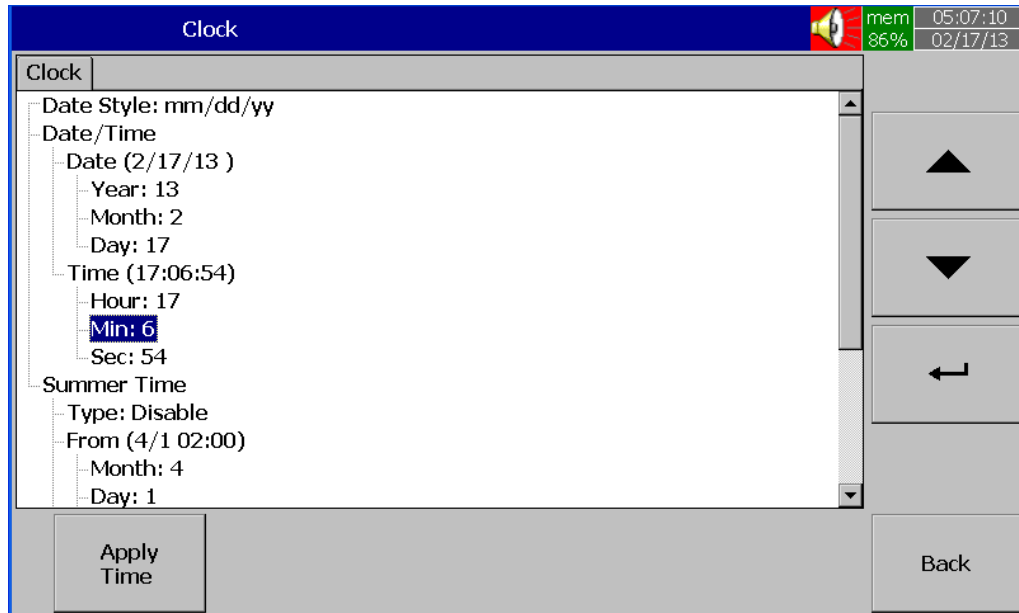 Clock
mem 05:07:10
86% 02/17/13
Clock
Date Style: mm/dd/yy
Date/Time
Date (2/17/13 )
Year: 13
Month: 2
Day: 17
Time (17:06:54)
Hour: 17
Min: 6
Sec: 54
Summer Time
Type: Disable
From (4/1 02:00)
Month: 4
Day: 1
Apply
Time
Back